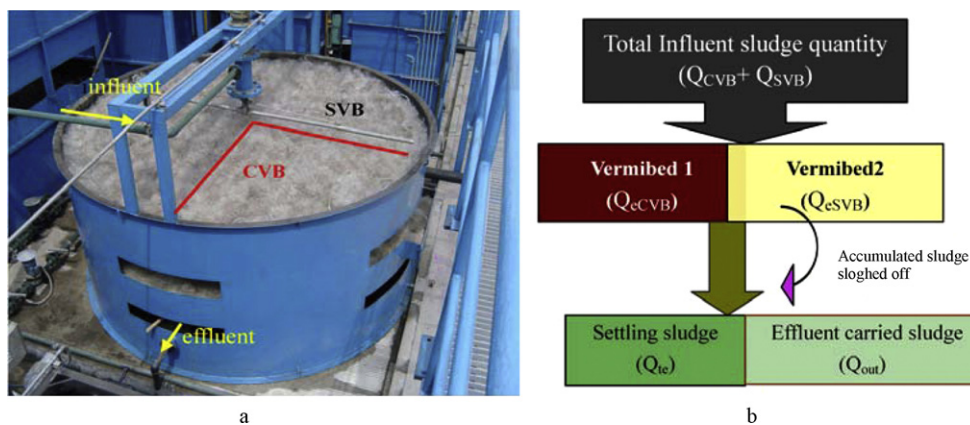 influent
SVB
CVB
effluent
a
Total Influent sludge quantity
(QCVB+ QSVB)
Vermibed 1
(QeCVB)
Vermibed2
(QeSVB)
Accumulated sludge
sloghed off
Settling sludge
(Qte)
Effluent carried sludge
(Qout)
b